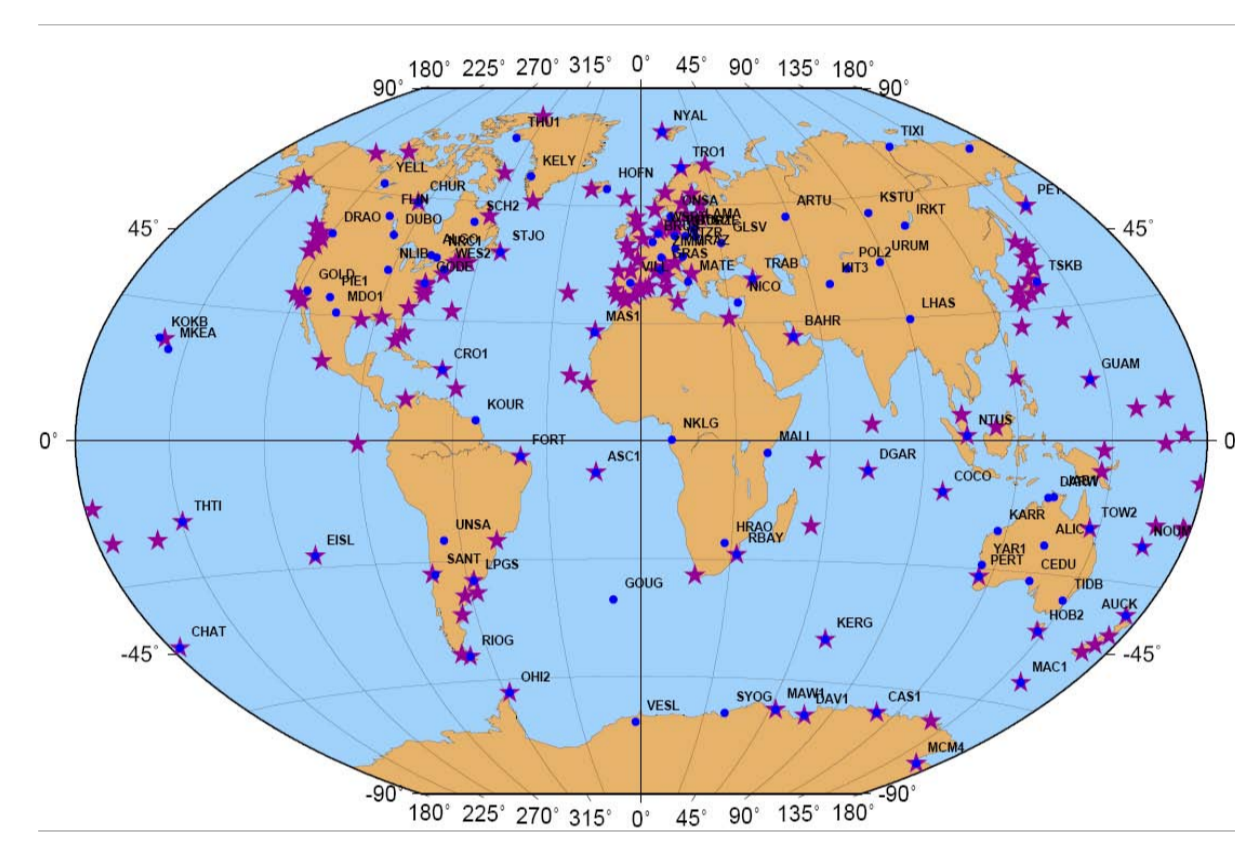 180° 225° 270° 315° 0° 45° 90° 135° 180°
90° 90°
NYAL
THU1
TIXI
TRO1
KELY
HOFN
YELL
CHUR
FLIN
ARTU
KSTU
ONSA
SCH2
IRKT
DRAO
DUBO
GLSV
45° 45°
STJO
ALGO
NRC1
URUM
POL2
NLIB
WES2
TRAB
KIT3
TSKB
MATE
GOLD
PIE1
NICO
MDO1
LHAS
MAS1
BAHR
KOKB
MKEA
CRO1
GUAM
KOUR
NKLG
NTUS
0° FORT
MALI
ASC1
DGAR
COCO
THTI
TOW2
KARR
UNSA
HRAO
RBAY
ALIC
NOUM
EISL
YAR1
SANT
LPGS
PERT
CEDU
GOUG
TIDB
AUCK
HOB2
KERG
CHAT
RIOG
-45° -45°
MAC1
OHI2
SYOG
MAW1
DAV1
CAS1
VESL
MCM4
-90° -90°
180° 225° 270° 315° 0° 45° 90° 135° 180°